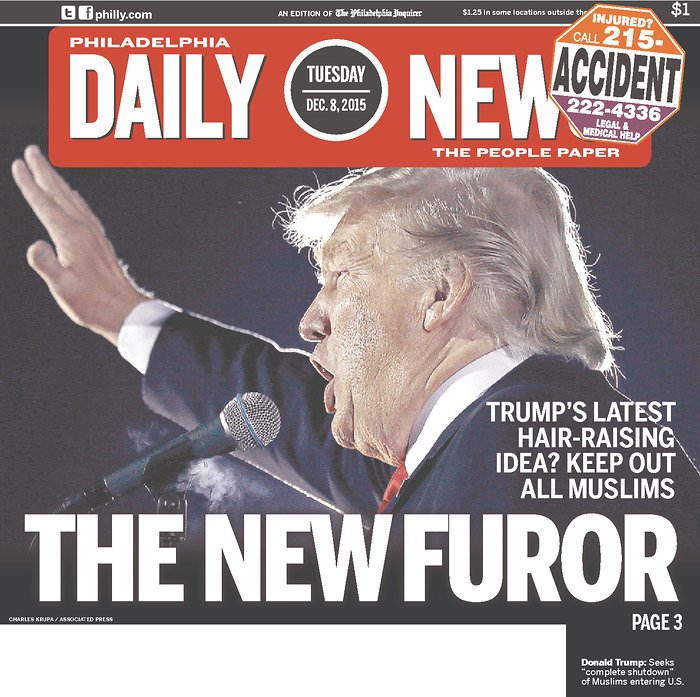 philly.com
AN EDITION OF The Philadelphia Inquirer
$1.25 in some locations outside the
$1
INJURED?
CALL 215-
ACCIDENT
222-4336
LEGAL &
MEDICAL HELP
PHILADELPHIA
DAILY NEW
TUESDAY
DEC. 8, 2015
THE PEOPLE PAPER
TRUMP'S LATEST
HAIR-RAISING
IDEA? KEEP OUT
ALL MUSLIMS
THE NEW FUROR
CHARLES KRUPA / ASSOCIATED PRESS
PAGE 3
Donald Trump: Seeks
"complete shutdown"
of Muslims entering U.S.